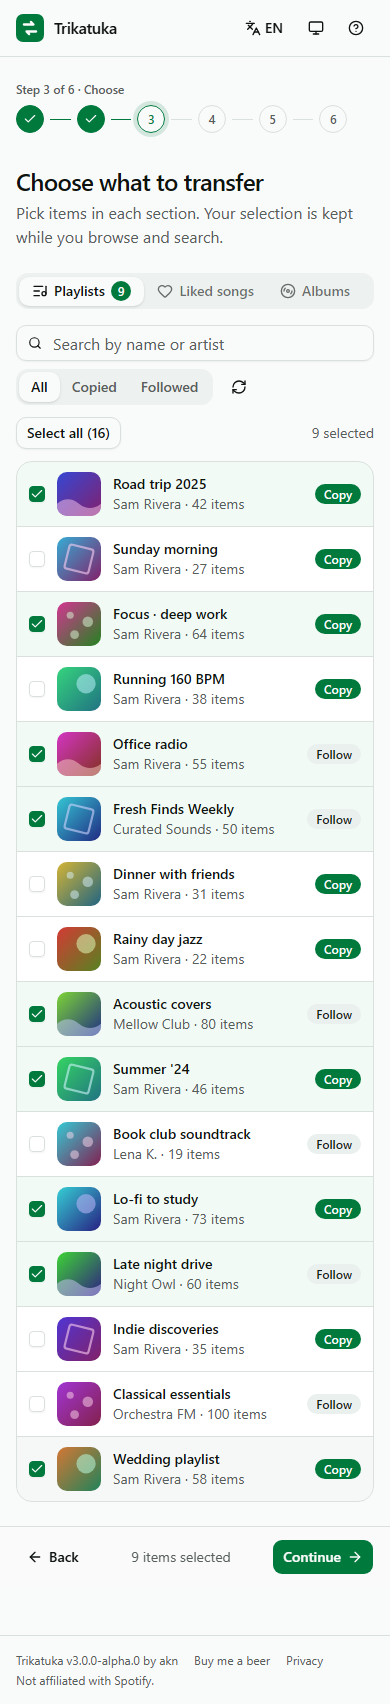 Trikatuka
EN
Step 3 of 6 · Choose
3
4
5
6
Choose what to transfer
Pick items in each section. Your selection is kept
while you browse and search.
Playlists 9 Liked songs Albums
Search by name or artist
All Copied Followed
Select all (16) 9 selected
Road trip 2025
Sam Rivera · 42 items
Copy
Sunday morning
Sam Rivera · 27 items
Copy
Focus · deep work
Sam Rivera · 64 items
Copy
Running 160 BPM
Sam Rivera · 38 items
Copy
Office radio
Sam Rivera · 55 items
Follow
Fresh Finds Weekly
Curated Sounds · 50 items
Follow
Dinner with friends
Sam Rivera · 31 items
Copy
Rainy day jazz
Sam Rivera · 22 items
Copy
Acoustic covers
Mellow Club · 80 items
Follow
Summer '24
Sam Rivera · 46 items
Copy
Book club soundtrack
Lena K. · 19 items
Follow
Lo-fi to study
Sam Rivera · 73 items
Copy
Late night drive
Night Owl · 60 items
Follow
Indie discoveries
Sam Rivera · 35 items
Copy
Classical essentials
Orchestra FM · 100 items
Follow
Wedding playlist
Sam Rivera · 58 items
Copy
Back 9 items selected Continue
Trikatuka v3.0.0-alpha.0 by akn Buy me a beer Privacy
Not affiliated with Spotify.